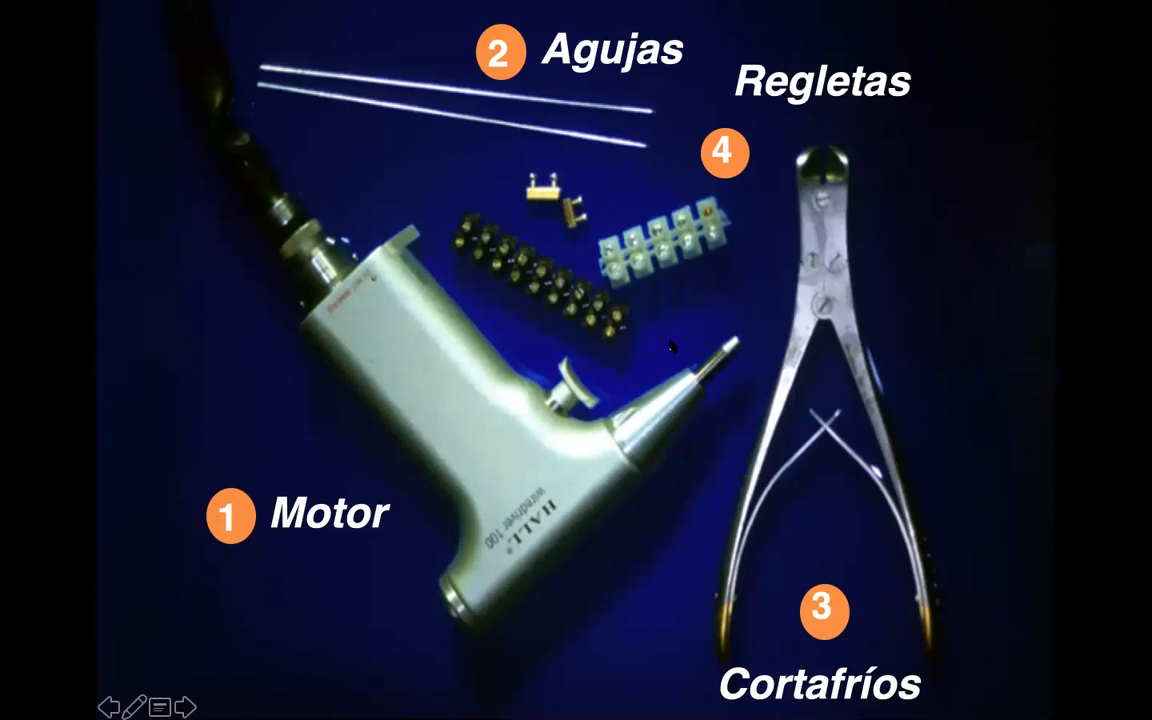 2 Agujas
Regletas
4
1 Motor
HALL®
wiredriver 100
3
Cortafríos